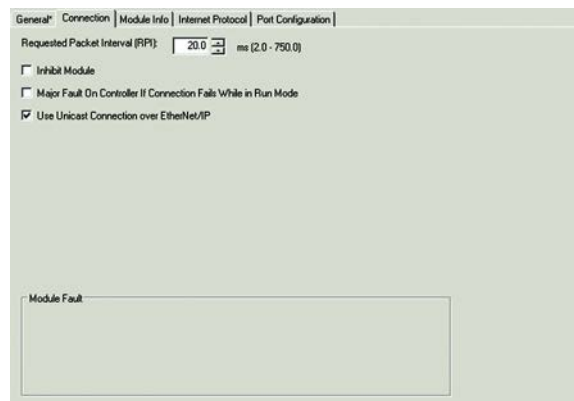 General* Connection Module Info Internet Protocol Port Configuration
Requested Packet Interval (RPI): 20.0 ms (2.0 - 750.0)
Inhibit Module
Major Fault On Controller If Connection Fails While in Run Mode
Use Unicast Connection over EtherNet/IP
Module Fault